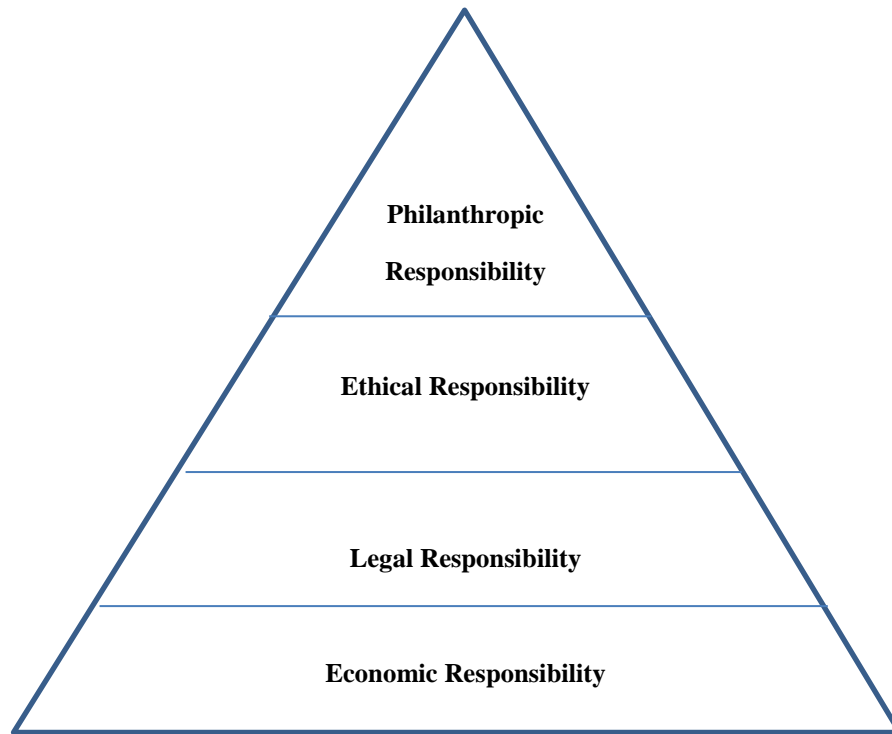 Philanthropic
Responsibility
Ethical Responsibility
Legal Responsibility
Economic Responsibility